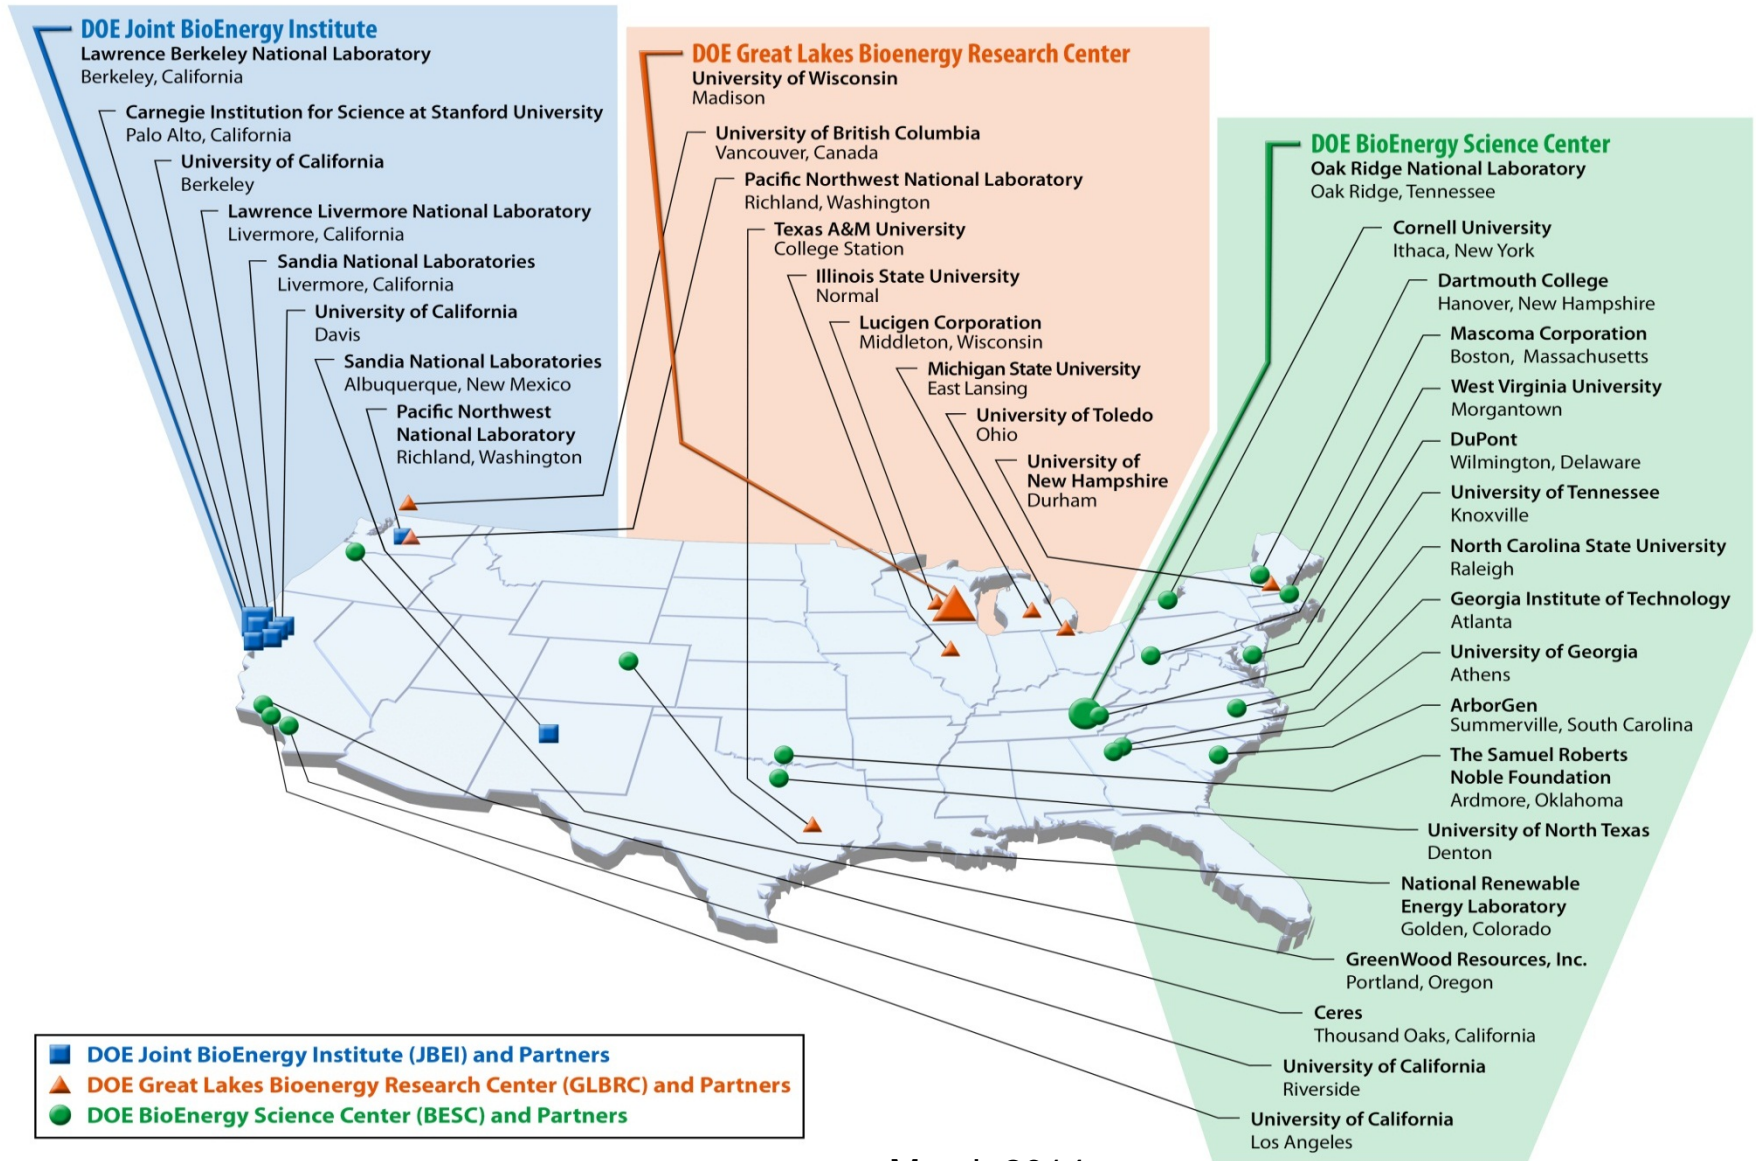 DOE Joint BioEnergy Institute
Lawrence Berkeley National Laboratory
Berkeley, California
Carnegie Institution for Science at Stanford University
Palo Alto, California
University of California
Berkeley
Lawrence Livermore National Laboratory
Livermore, California
Sandia National Laboratories
Livermore, California
University of California
Davis
Sandia National Laboratories
Albuquerque, New Mexico
Pacific Northwest
National Laboratory
Richland, Washington
DOE Great Lakes Bioenergy Research Center
University of Wisconsin
Madison
University of British Columbia
Vancouver, Canada
Pacific Northwest National Laboratory
Richland, Washington
Texas A&M University
College Station
Illinois State University
Normal
Lucigen Corporation
Middleton, Wisconsin
Michigan State University
East Lansing
University of Toledo
Ohio
University of
New Hampshire
Durham
DOE BioEnergy Science Center
Oak Ridge National Laboratory
Oak Ridge, Tennessee
Cornell University
Ithaca, New York
Dartmouth College
Hanover, New Hampshire
Mascoma Corporation
Boston, Massachusetts
West Virginia University
Morgantown
DuPont
Wilmington, Delaware
University of Tennessee
Knoxville
North Carolina State University
Raleigh
Georgia Institute of Technology
Atlanta
University of Georgia
Athens
ArborGen
Summerville, South Carolina
The Samuel Roberts
Noble Foundation
Ardmore, Oklahoma
University of North Texas
Denton
National Renewable
Energy Laboratory
Golden, Colorado
GreenWood Resources, Inc.
Portland, Oregon
Ceres
Thousand Oaks, California
University of California
Riverside
University of California
Los Angeles
DOE Joint BioEnergy Institute (JBEI) and Partners
DOE Great Lakes Bioenergy Research Center (GLBRC) and Partners
DOE BioEnergy Science Center (BESC) and Partners